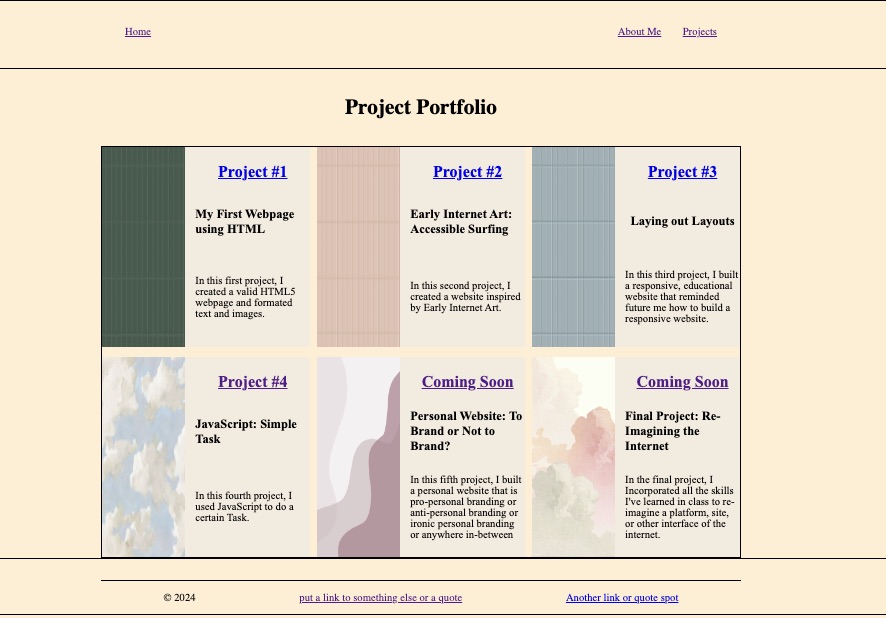 Home
About Me
Projects
Project Portfolio
Project #1
My First Webpage
using HTML
In this first project, I
created a valid HTML5
webpage and formated
text and images.
Project #2
Early Internet Art:
Accessible Surfing
In this second project, I
created a website inspired
by Early Internet Art.
Project #3
Laying out Layouts
In this third project, I built
a responsive, educational
website that reminded
future me how to build a
responsive website.
Project #4
JavaScript: Simple
Task
In this fourth project, I
used JavaScript to do a
certain Task.
Coming Soon
Personal Website: To
Brand or Not to
Brand?
In this fifth project, I built
a personal website that is
pro-personal branding or
anti-personal branding or
ironic personal branding
or anywhere in-between
Coming Soon
Final Project: Re-
Imagining the
Internet
In the final project, I
Incorporated all the skills
I've learned in class to re-
imagine a platform, site,
or other interface of the
internet.
© 2024
put a link to something else or a quote
Another link or quote spot